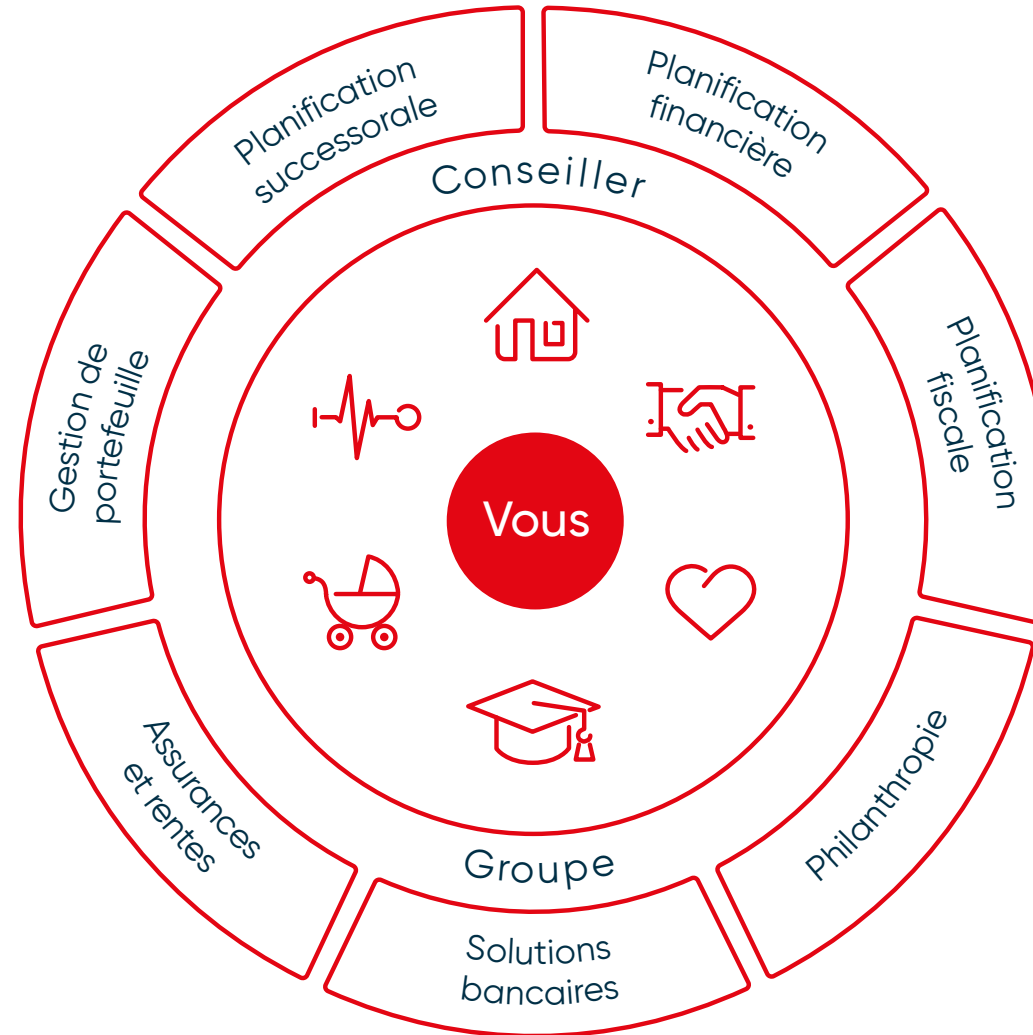 Planification
successorale
Planification
financière
Conseiller
Planification
fiscale
Gestion de
portefeuille
Vous
Assurances
et rentes
Philanthropie
Groupe
Solutions
bancaires